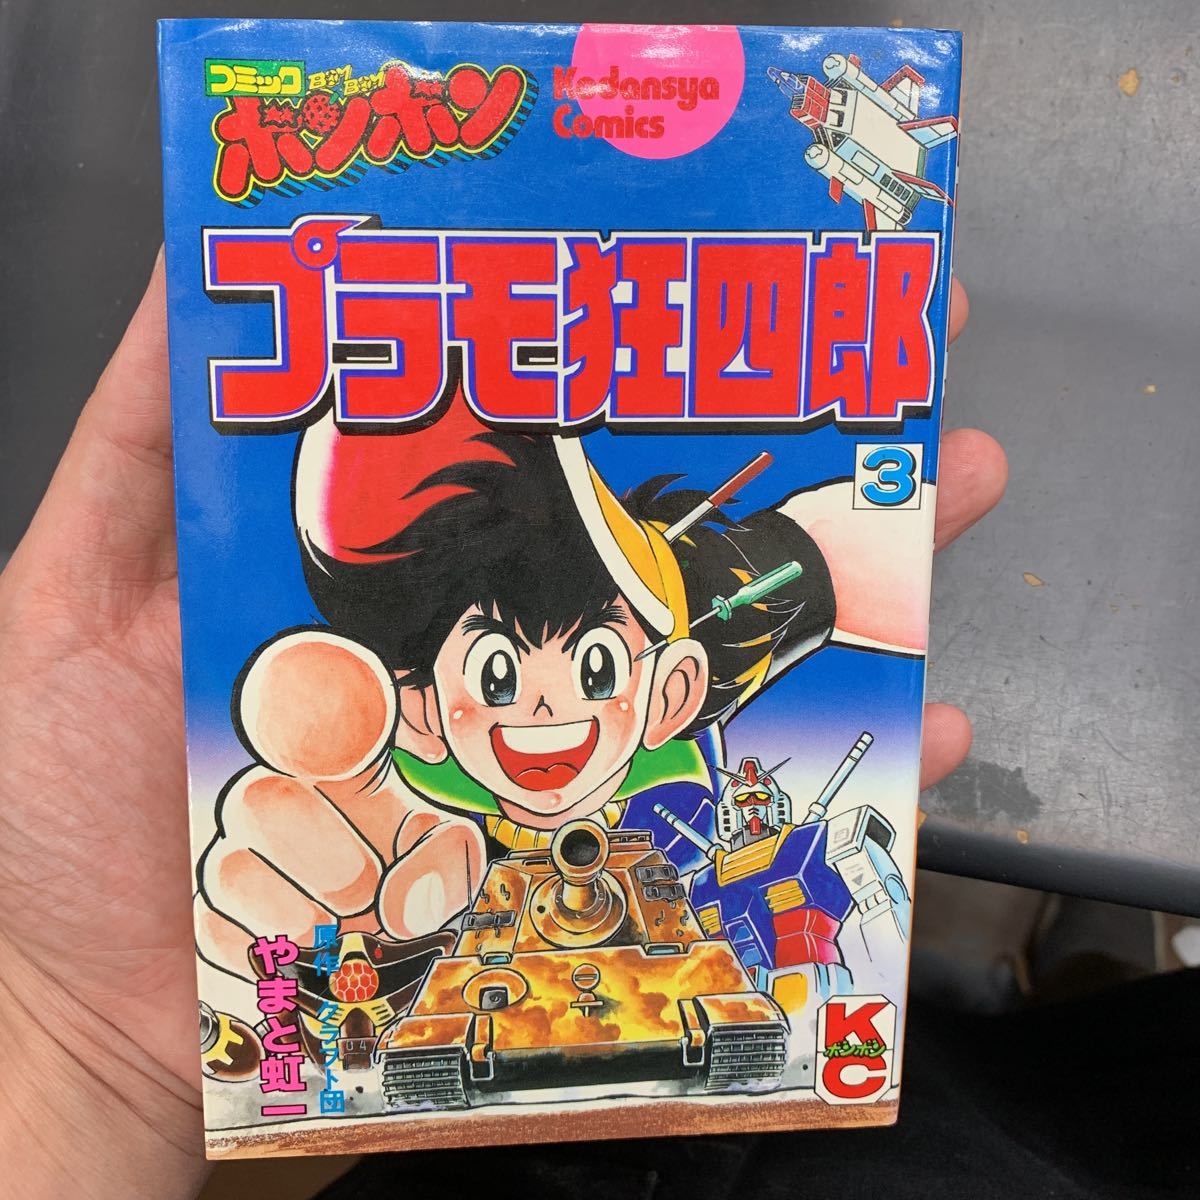 コミック
BOM BOM
ボンボン
Kodansya
Comics
プラモ狂四郎
3
原作 クラフト団
やまと虹一
04
K
ボンボン
C